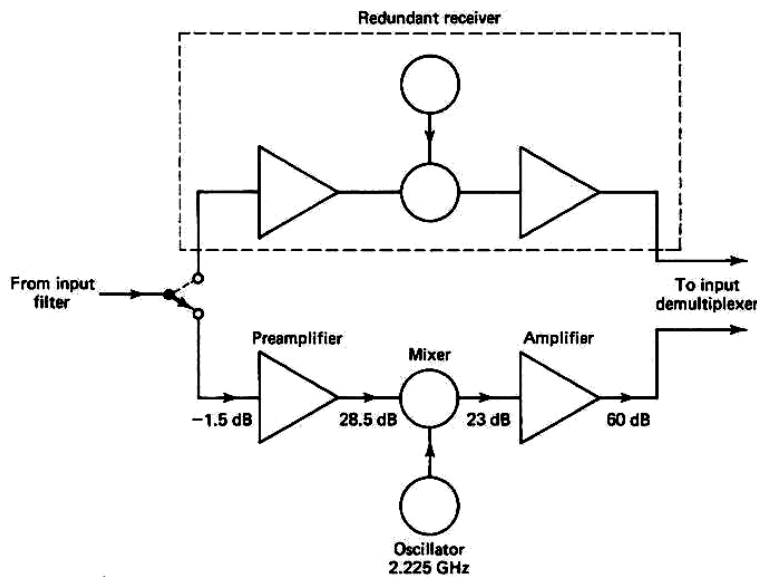 Redundant receiver
From input
filter
To input
demultiplexer
Preamplifier
Mixer
Amplifier
−1.5 dB
28.5 dB
23 dB
60 dB
Oscillator
2.225 GHz